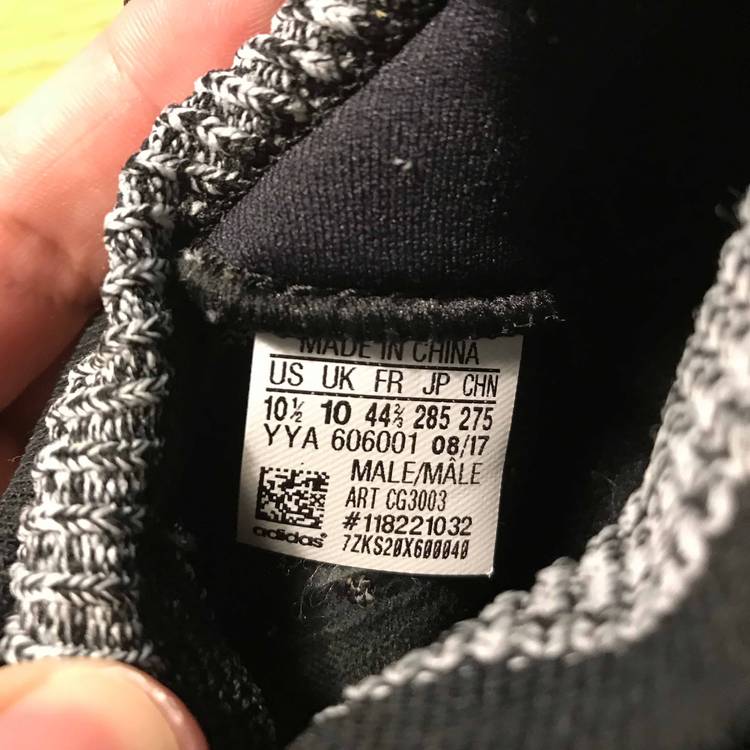 MADE IN CHINA
US UK FR JP CHN
10½ 10 44⅔ 285 275
YYA 606001 08/17
MALE/MÂLE
ART CG3003
#118221032
adidas
7ZKS20X600040